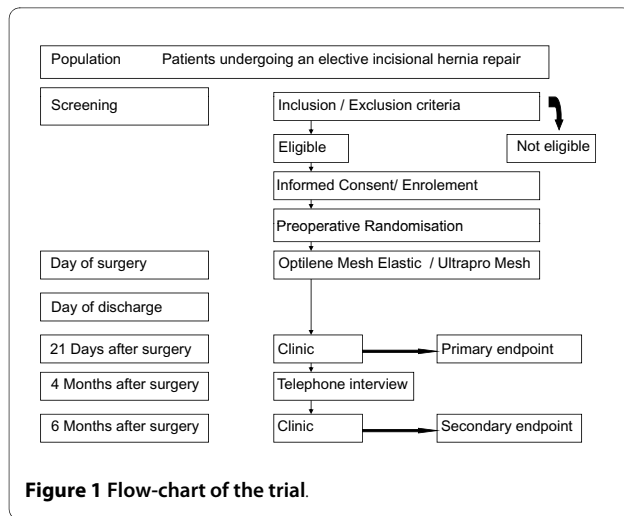 Population Patients undergoing an elective incisional hernia repair
Screening Inclusion / Exclusion criteria
Eligible Not eligible
Informed Consent/ Enrolement
Preoperative Randomisation
Day of surgery Optilene Mesh Elastic / Ultrapro Mesh
Day of discharge
21 Days after surgery Clinic Primary endpoint
4 Months after surgery Telephone interview
6 Months after surgery Clinic Secondary endpoint
Figure 1 Flow-chart of the trial.